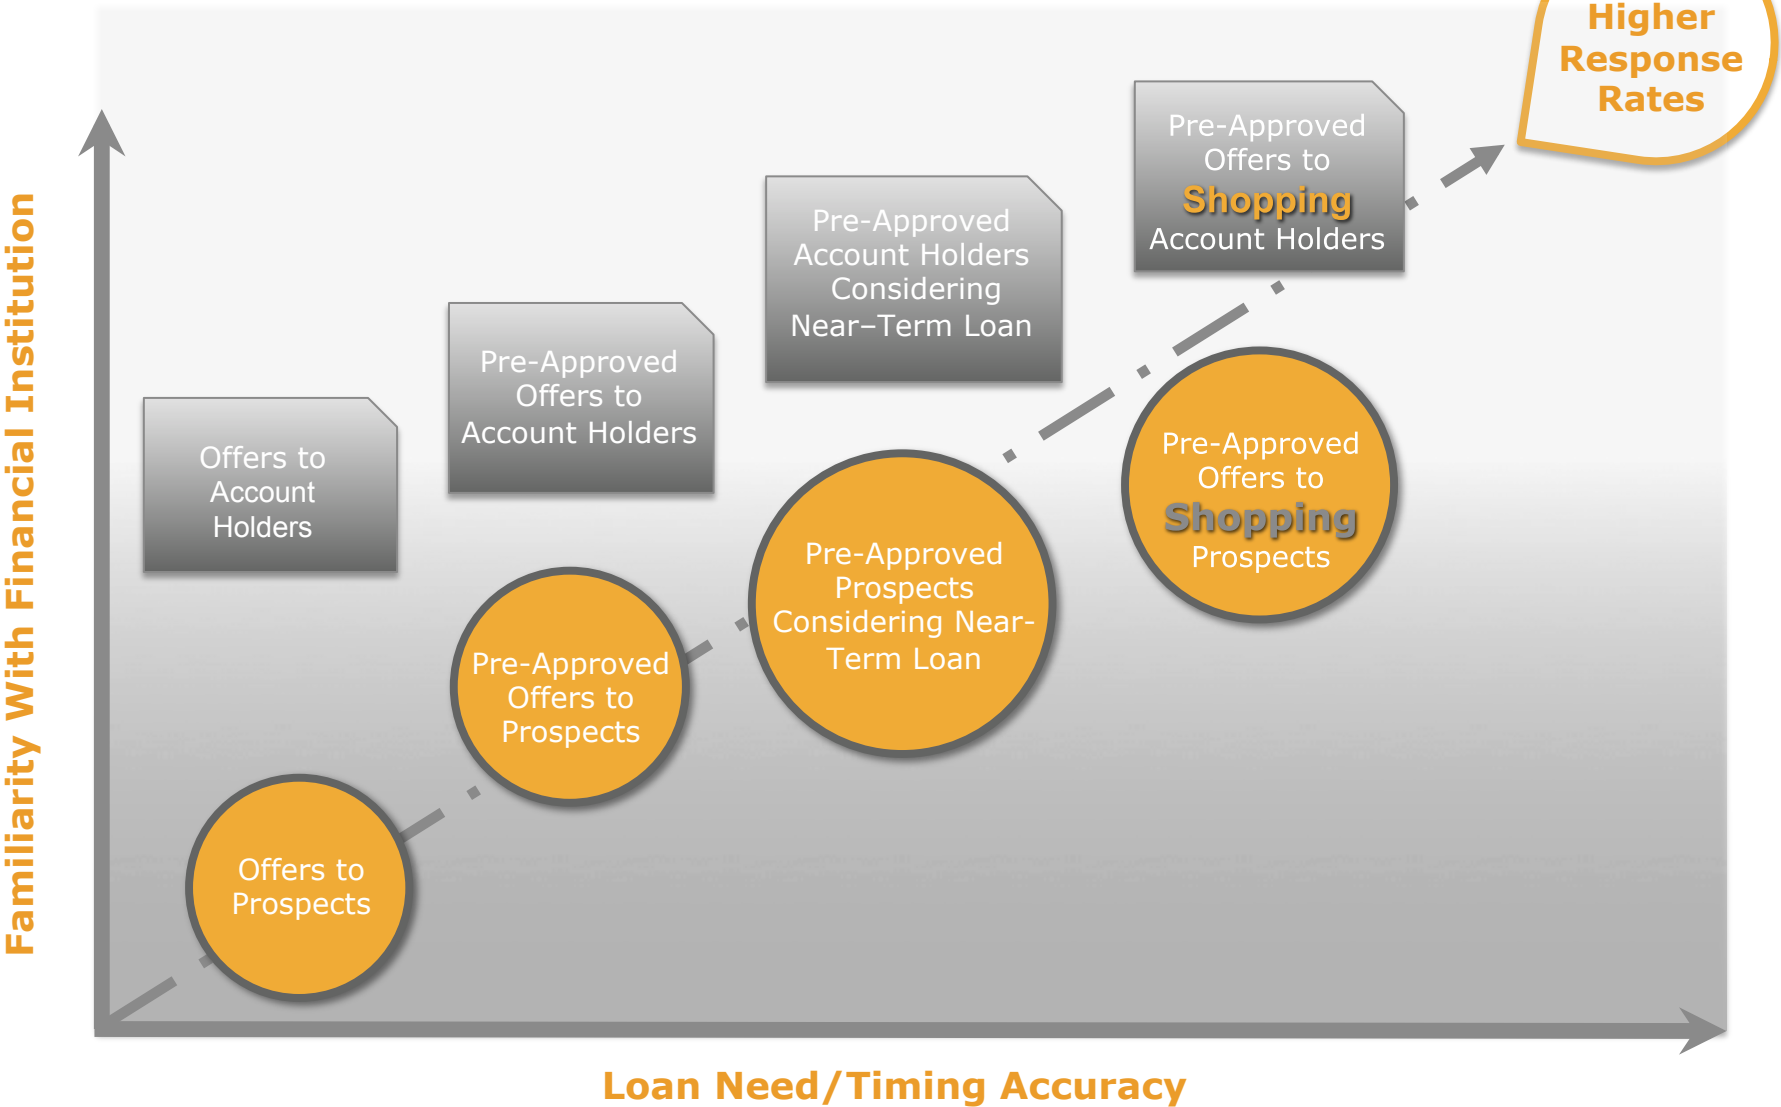 Higher
Response
Rates
Pre-Approved
Offers to
Shopping
Account Holders
Pre-Approved
Account Holders
Considering
Near–Term Loan
Pre-Approved
Offers to
Account Holders
Offers to
Account
Holders
Pre-Approved
Offers to
Shopping
Prospects
Pre-Approved
Prospects
Considering Near-
Term Loan
Pre-Approved
Offers to
Prospects
Offers to
Prospects
Familiarity With Financial Institution
Loan Need/Timing Accuracy